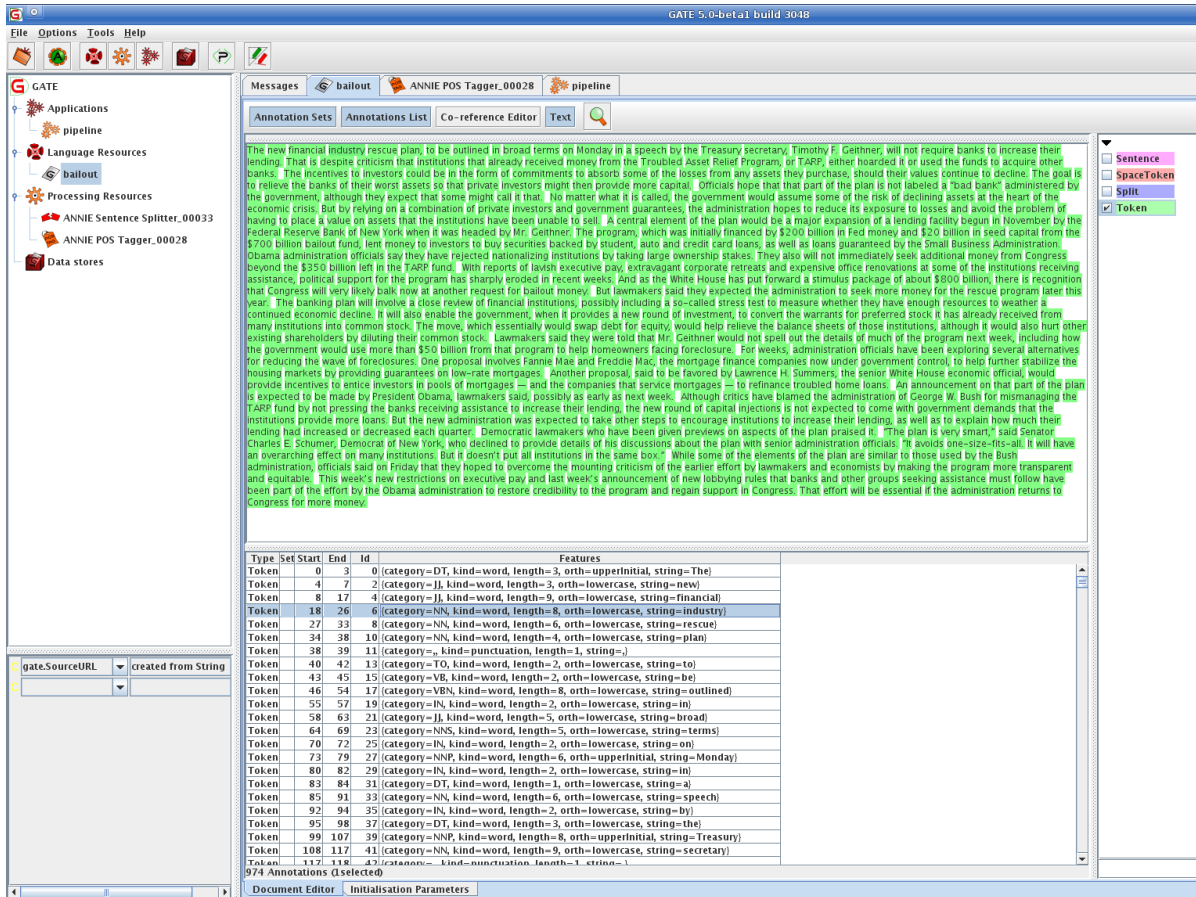 GATE 5.0-beta1 build 3048
File Options Tools Help
GATE
Applications
pipeline
Language Resources
bailout
Processing Resources
ANNIE Sentence Splitter_00033
ANNIE POS Tagger_00028
Data stores
gate.SourceURL created from String
Messages bailout ANNIE POS Tagger_00028 pipeline
Annotation Sets Annotations List Co-reference Editor Text
The new financial industry rescue plan, to be outlined in broad terms on Monday in a speech by the Treasury secretary, Timothy F. Geithner, will not require banks to increase their
lending. That is despite criticism that institutions that already received money from the Troubled Asset Relief Program, or TARP, either hoarded it or used the funds to acquire other
banks. The incentives to investors could be in the form of commitments to absorb some of the losses from any assets they purchase, should their values continue to decline. The goal is
to relieve the banks of their worst assets so that private investors might then provide more capital. Officials hope that that part of the plan is not labeled a "bad bank" administered by
the government, although they expect that some might call it that. No matter what it is called, the government would assume some of the risk of declining assets at the heart of the
economic crisis. But by relying on a combination of private investors and government guarantees, the administration hopes to reduce its exposure to losses and avoid the problem of
having to place a value on assets that the institutions have been unable to sell. A central element of the plan would be a major expansion of a lending facility begun in November by the
Federal Reserve Bank of New York when it was headed by Mr. Geithner. The program, which was initially financed by $200 billion in Fed money and $20 billion in seed capital from the
$700 billion bailout fund, lent money to investors to buy securities backed by student, auto and credit card loans, as well as loans guaranteed by the Small Business Administration.
Obama administration officials say they have rejected nationalizing institutions by taking large ownership stakes. They also will not immediately seek additional money from Congress
beyond the $350 billion left in the TARP fund. With reports of lavish executive pay, extravagant corporate retreats and expensive office renovations at some of the institutions receiving
assistance, political support for the program has sharply eroded in recent weeks. And as the White House has put forward a stimulus package of about $800 billion, there is recognition
that Congress will very likely balk now at another request for bailout money. But lawmakers said they expected the administration to seek more money for the rescue program later this
year. The banking plan will involve a close review of financial institutions, possibly including a so-called stress test to measure whether they have enough resources to weather a
continued economic decline. It will also enable the government, when it provides a new round of investment, to convert the warrants for preferred stock it has already received from
many institutions into common stock. The move, which essentially would swap debt for equity, would help relieve the balance sheets of those institutions, although it would also hurt other
existing shareholders by diluting their common stock. Lawmakers said they were told that Mr. Geithner would not spell out the details of much of the program next week, including how
the government would use more than $50 billion from that program to help homeowners facing foreclosure. For weeks, administration officials have been exploring several alternatives
for reducing the wave of foreclosures. One proposal involves Fannie Mae and Freddie Mac, the mortgage finance companies now under government control, to help further stabilize the
housing markets by providing guarantees on low-rate mortgages. Another proposal, said to be favored by Lawrence H. Summers, the senior White House economic official, would
provide incentives to entice investors in pools of mortgages — and the companies that service mortgages — to refinance troubled home loans. An announcement on that part of the plan
is expected to be made by President Obama, lawmakers said, possibly as early as next week. Although critics have blamed the administration of George W. Bush for mismanaging the
TARP fund by not pressing the banks receiving assistance to increase their lending, the new round of capital injections is not expected to come with government demands that the
institutions provide more loans. But the new administration was expected to take other steps to encourage institutions to increase their lending, as well as to explain how much their
lending had increased or decreased each quarter. Democratic lawmakers who have been given previews on aspects of the plan praised it. "The plan is very smart," said Senator
Charles E. Schumer, Democrat of New York, who declined to provide details of his discussions about the plan with senior administration officials. "It avoids one-size-fits-all. It will have
an overarching effect on many institutions. But it doesn't put all institutions in the same box." While some of the elements of the plan are similar to those used by the Bush
administration, officials said on Friday that they hoped to overcome the mounting criticism of the earlier effort by lawmakers and economists by making the program more transparent
and equitable. This week's new restrictions on executive pay and last week's announcement of new lobbying rules that banks and other groups seeking assistance must follow have
been part of the effort by the Obama administration to restore credibility to the program and regain support in Congress. That effort will be essential if the administration returns to
Congress for more money.
Sentence
SpaceToken
Split
Token
Type Set Start End Id Features
Token 0 3 0 {category=DT, kind=word, length=3, orth=upperInitial, string=The}
Token 4 7 2 {category=JJ, kind=word, length=3, orth=lowercase, string=new}
Token 8 17 4 {category=JJ, kind=word, length=9, orth=lowercase, string=financial}
Token 18 26 6 {category=NN, kind=word, length=8, orth=lowercase, string=industry}
Token 27 33 8 {category=NN, kind=word, length=6, orth=lowercase, string=rescue}
Token 34 38 10 {category=NN, kind=word, length=4, orth=lowercase, string=plan}
Token 38 39 11 {category=,, kind=punctuation, length=1, string=,}
Token 40 42 13 {category=TO, kind=word, length=2, orth=lowercase, string=to}
Token 43 45 15 {category=VB, kind=word, length=2, orth=lowercase, string=be}
Token 46 54 17 {category=VBN, kind=word, length=8, orth=lowercase, string=outlined}
Token 55 57 19 {category=IN, kind=word, length=2, orth=lowercase, string=in}
Token 58 63 21 {category=JJ, kind=word, length=5, orth=lowercase, string=broad}
Token 64 69 23 {category=NNS, kind=word, length=5, orth=lowercase, string=terms}
Token 70 72 25 {category=IN, kind=word, length=2, orth=lowercase, string=on}
Token 73 79 27 {category=NNP, kind=word, length=6, orth=upperInitial, string=Monday}
Token 80 82 29 {category=IN, kind=word, length=2, orth=lowercase, string=in}
Token 83 84 31 {category=DT, kind=word, length=1, orth=lowercase, string=a}
Token 85 91 33 {category=NN, kind=word, length=6, orth=lowercase, string=speech}
Token 92 94 35 {category=IN, kind=word, length=2, orth=lowercase, string=by}
Token 95 98 37 {category=DT, kind=word, length=3, orth=lowercase, string=the}
Token 99 107 39 {category=NNP, kind=word, length=8, orth=upperInitial, string=Treasury}
Token 108 117 41 {category=NN, kind=word, length=9, orth=lowercase, string=secretary}
Token 117 118 42 {category=, kind=punctuation, length=1, string=,}
974 Annotations (1selected)
Document Editor Initialisation Parameters